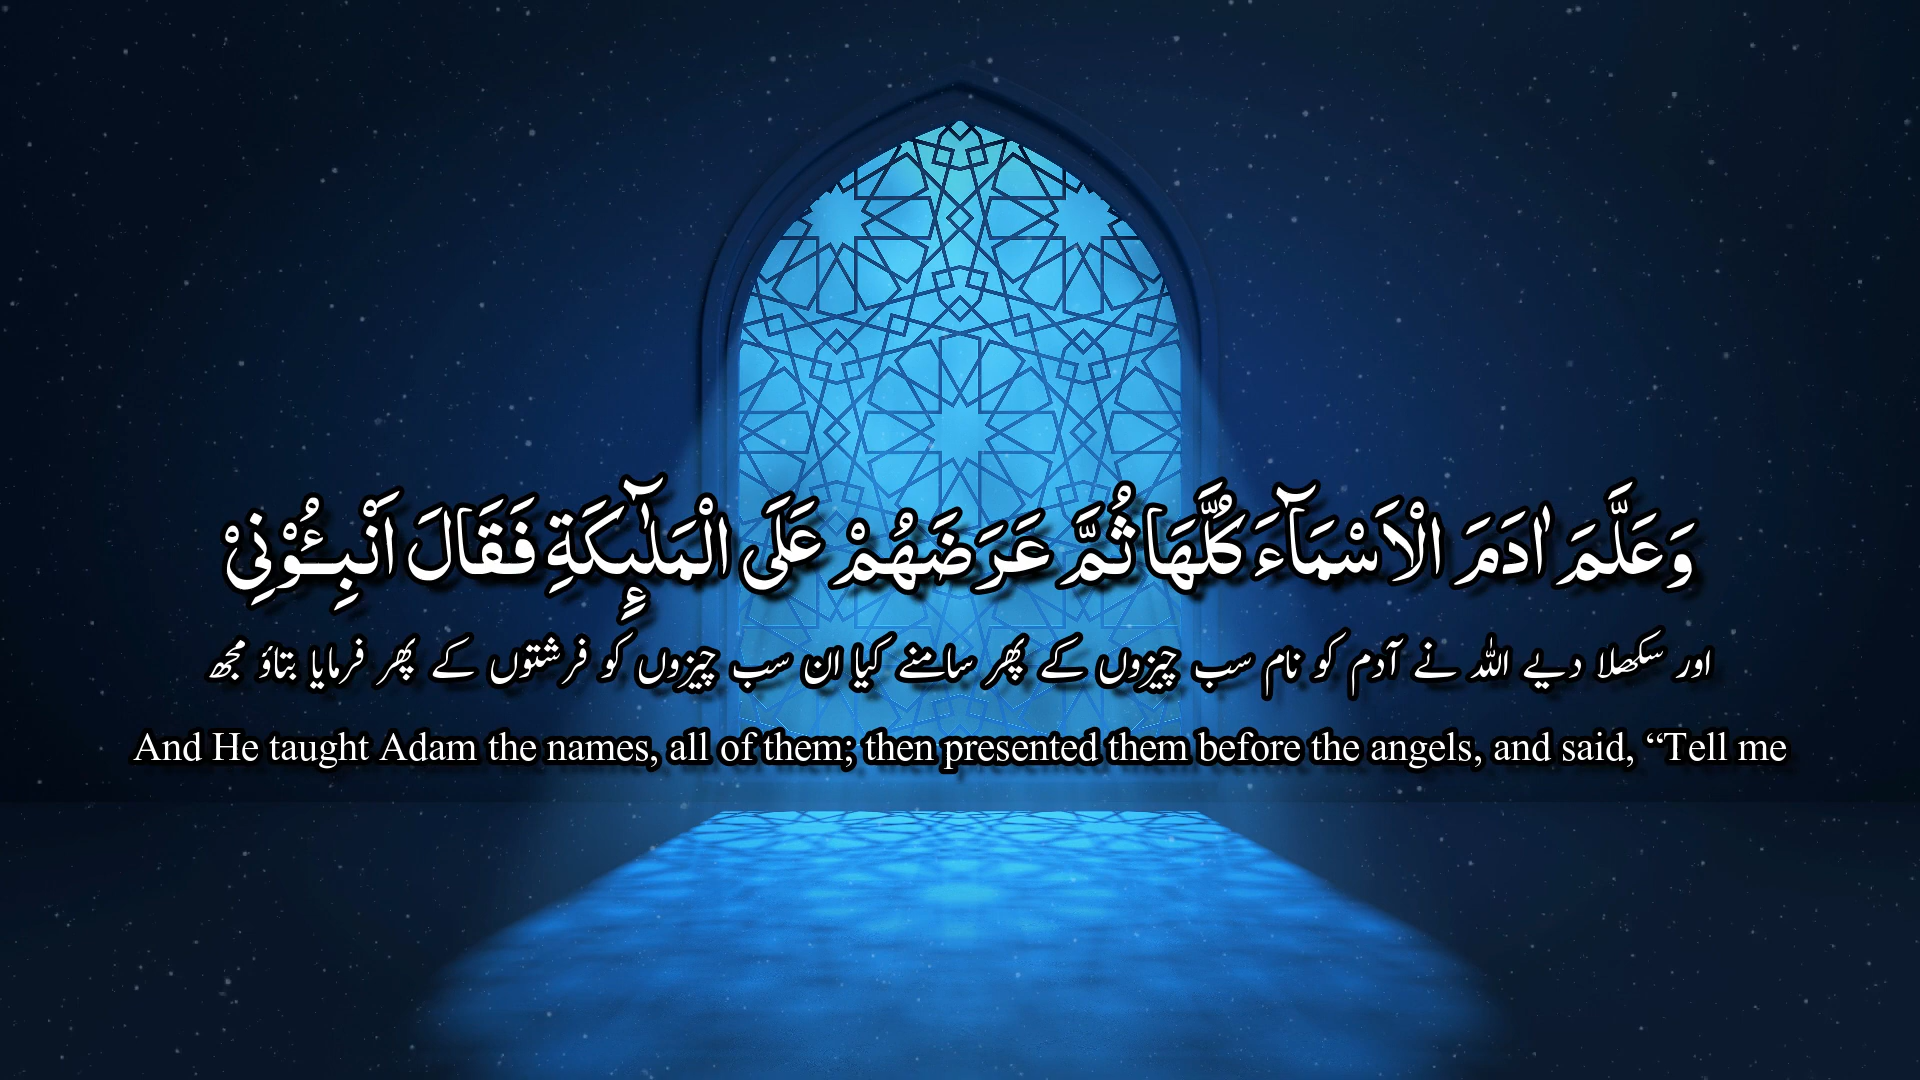 وَعَلَّمَ اٰدَمَ الْاَسْمَآءَ كُلَّهَا ثُمَّ عَرَضَهُمْ عَلَى الْمَلٰٓئِكَةِ فَقَالَ اَنْۢبِـُٔوْنِیْ
اور سکھلا دیے اللہ نے آدم کو نام سب چیزوں کے پھر سامنے کیا ان سب چیزوں کو فرشتوں کے پھر فرمایا بتاؤ مجھ
And He taught Adam the names, all of them; then presented them before the angels, and said, “Tell me